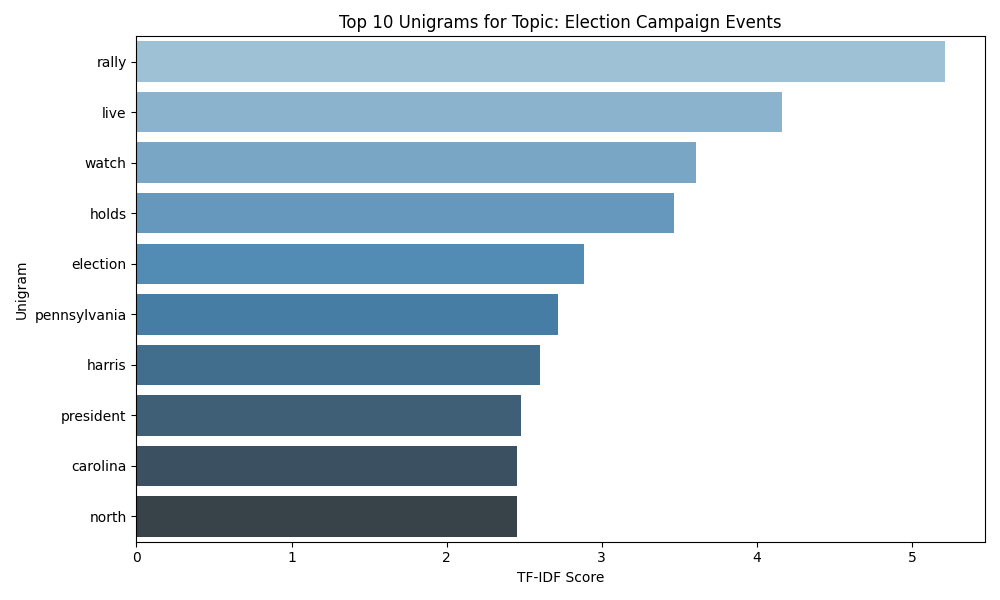 Top 10 Unigrams for Topic: Election Campaign Events
rally
live
watch
holds
election
pennsylvania
harris
president
carolina
north
Unigram
0 1 2 3 4 5
TF-IDF Score